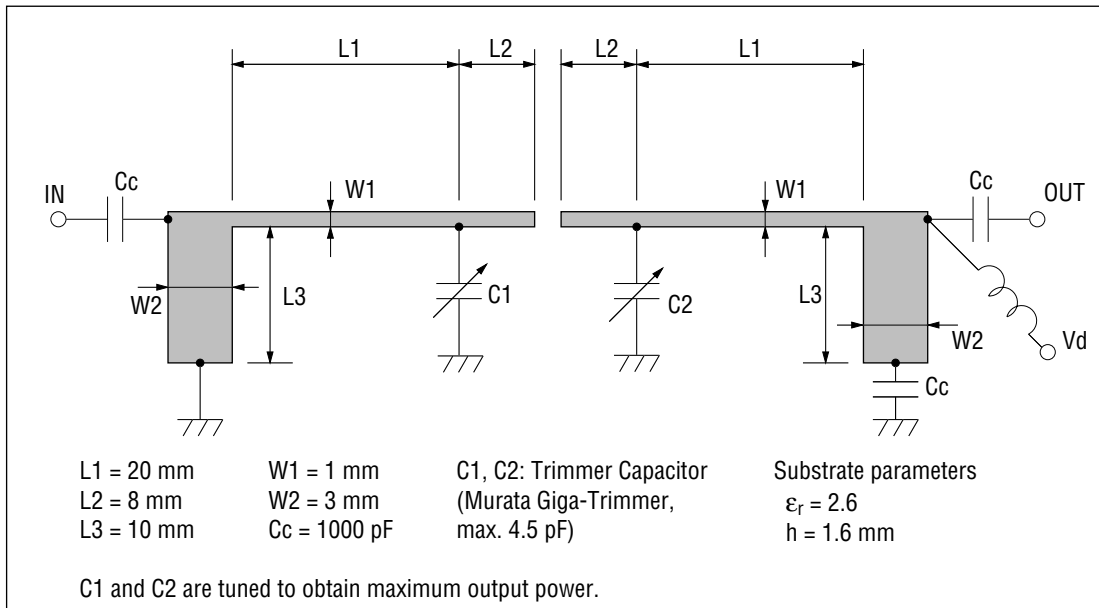 L1 L2 L2 L1
IN Cc W1 W1 Cc OUT
W2 L3 C1 C2 L3 W2 Vd
Cc
L1 = 20 mm W1 = 1 mm C1, C2: Trimmer Capacitor Substrate parameters
L2 = 8 mm W2 = 3 mm (Murata Giga-Trimmer, εr = 2.6
L3 = 10 mm Cc = 1000 pF max. 4.5 pF) h = 1.6 mm
C1 and C2 are tuned to obtain maximum output power.